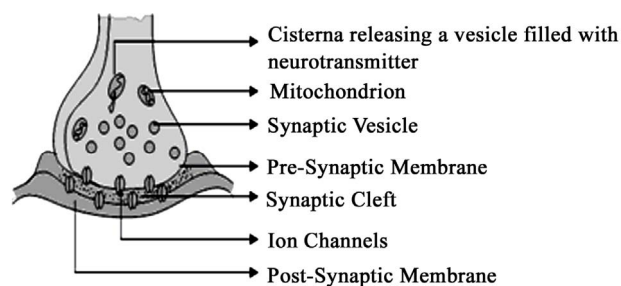 Cisterna releasing a vesicle filled with
neurotransmitter
Mitochondrion
Synaptic Vesicle
Pre-Synaptic Membrane
Synaptic Cleft
Ion Channels
Post-Synaptic Membrane